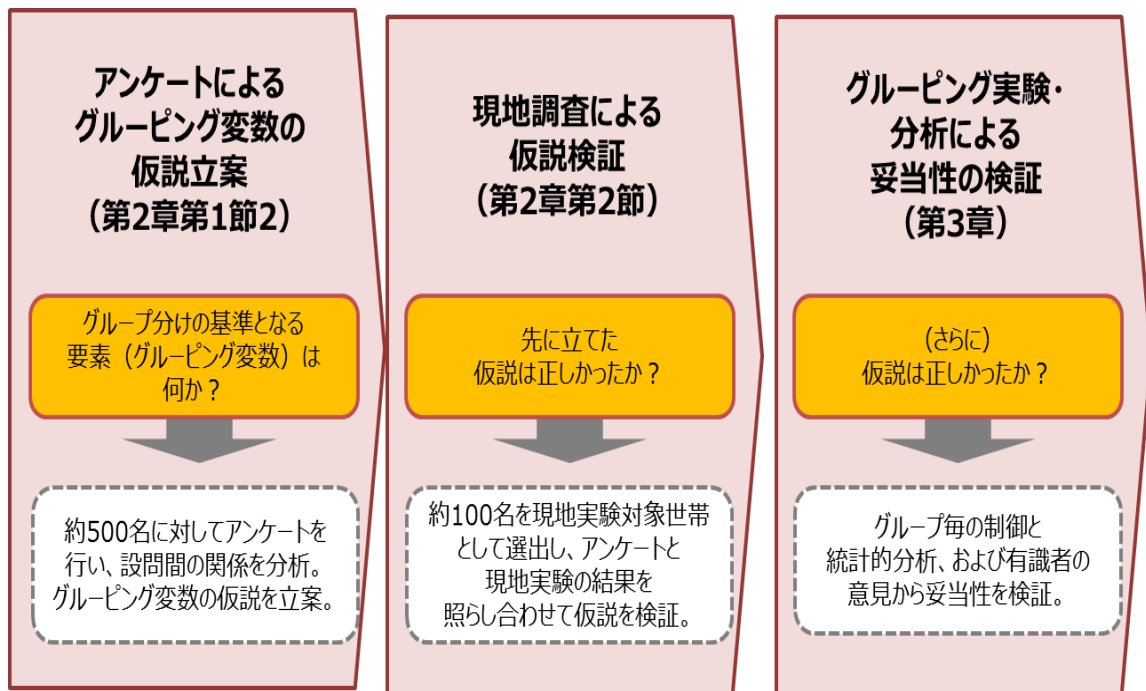 アンケートによる
グルーピング変数の
仮説立案
（第2章第1節2）
グループ分けの基準となる
要素（グルーピング変数）は
何か？
約500名に対してアンケートを
行い、設問間の関係を分析。
グルーピング変数の仮説を立案。
現地調査による
仮説検証
（第2章第2節）
先に立てた
仮説は正しかったか？
約100名を現地実験対象世帯
として選出し、アンケートと
現地実験の結果を
照らし合わせて仮説を検証。
グルーピング実験・
分析による
妥当性の検証
（第3章）
(さらに)
仮説は正しかったか？
グループ毎の制御と
統計的分析、および有識者の
意見から妥当性を検証。